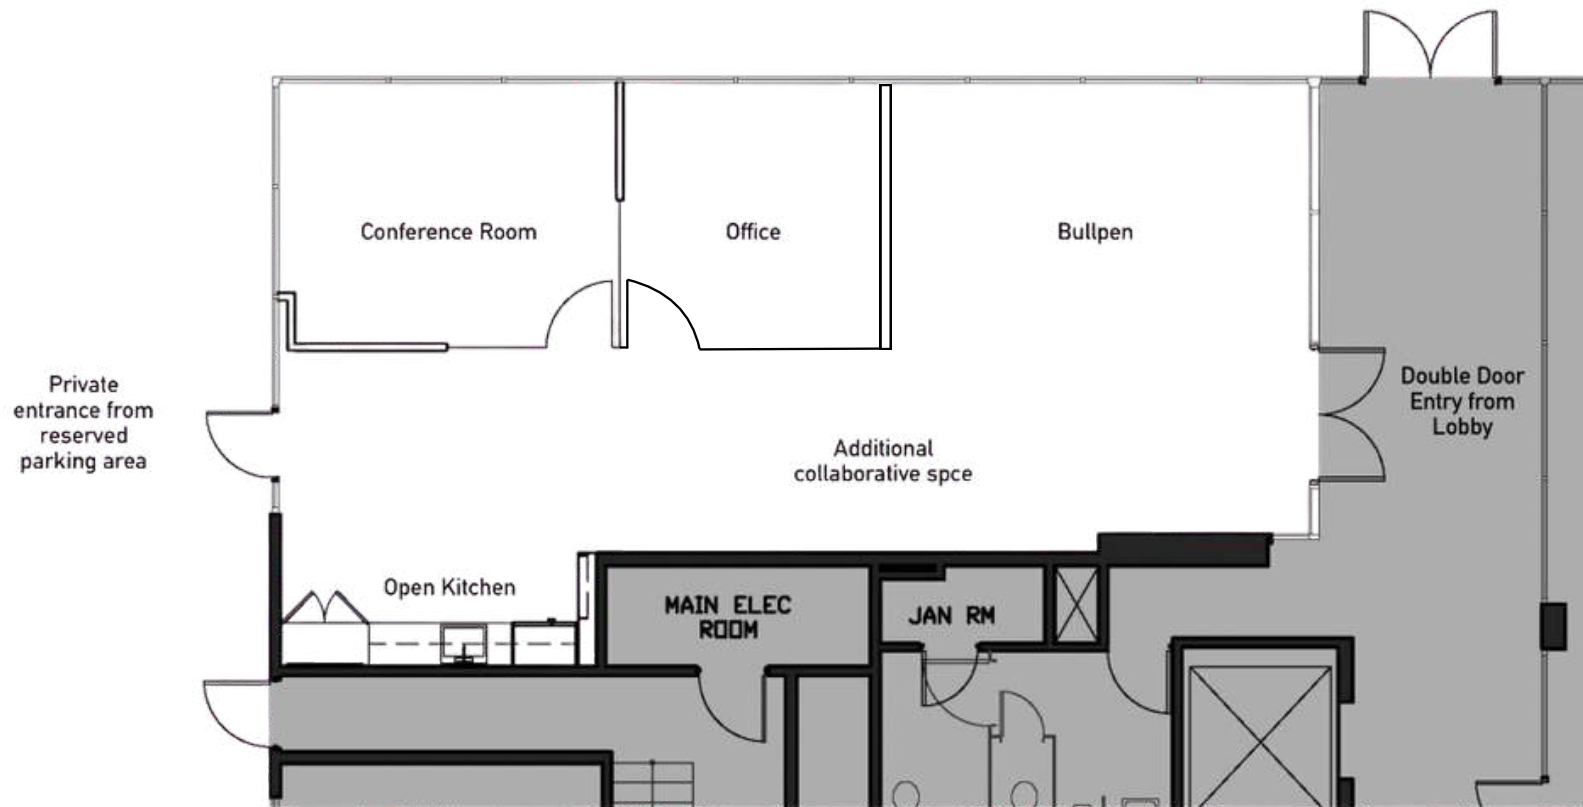 Conference Room
Office
Bullpen
Private
entrance from
reserved
parking area
Double Door
Entry from
Lobby
Additional
collaborative spce
Open Kitchen
MAIN ELEC
ROOM
JAN RM